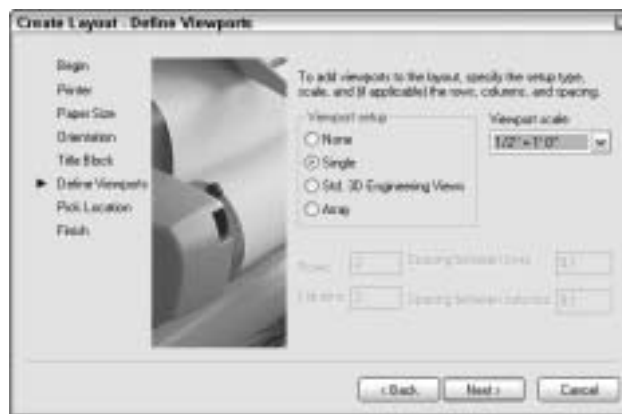 Create Layout - Define Viewports
Begin
Printer
Paper Size
Orientation
Title Block
Define Viewports
Pick Location
Finish
To add viewports to the layout, specify the setup type,
scale, and (if applicable) the rows, columns, and spacing.
Viewport setup
None
Single
Std. 3D Engineering Views
Array
Viewport scale:
1/2"=1'0"
Rows:
Spacing between rows:
Columns:
Spacing between columns:
< Back
Next >
Cancel